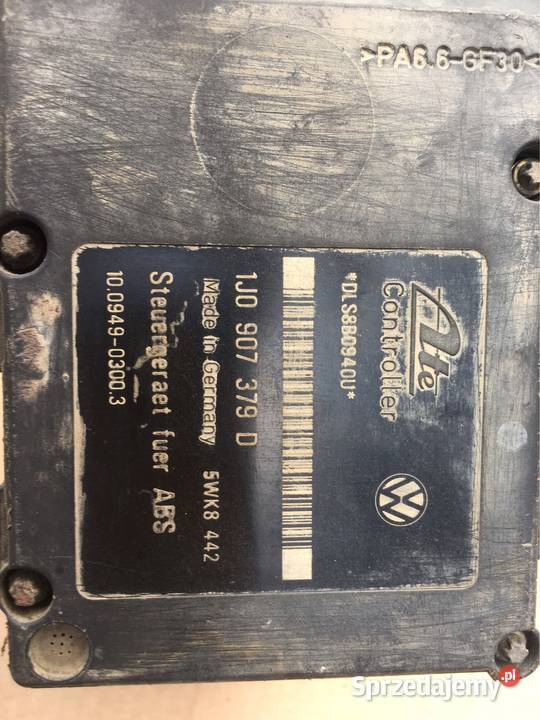 >PA6.6-GF30<
Ate
Controller
*DLS8B0940U*
1J0 907 379 D
Made in Germany 5WK8 442
Steuergeraet fuer ABS
10.0949-0300.3
Sprzedajemy.pl